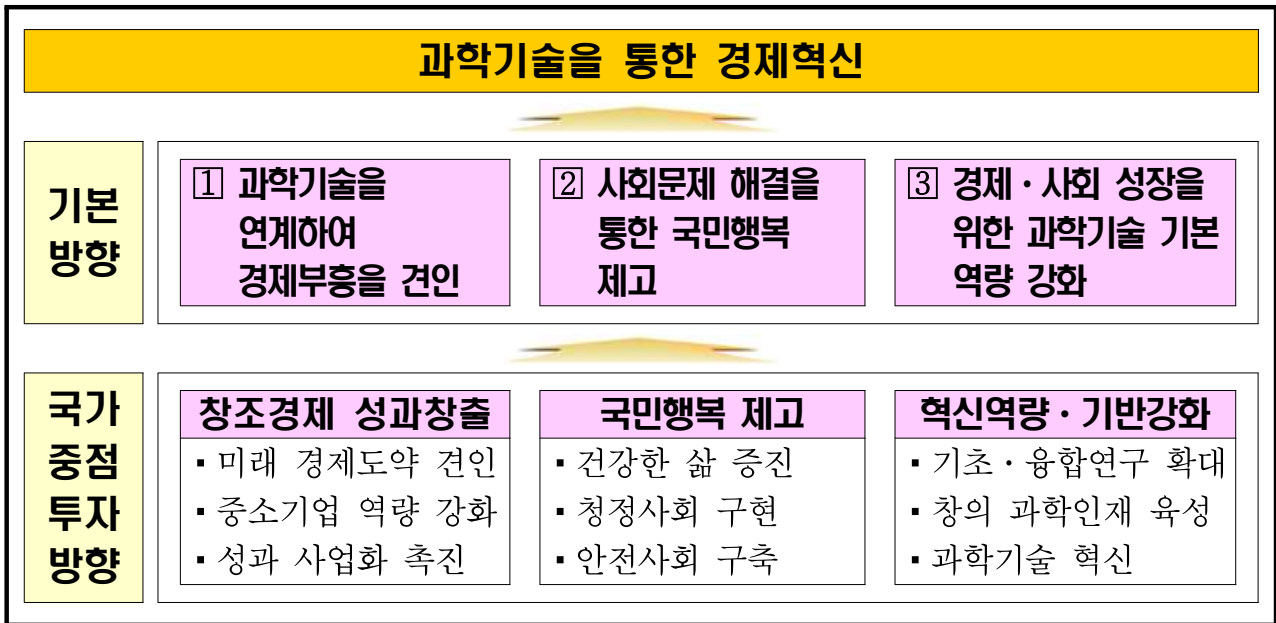 과학기술을 통한 경제혁신
기본
방향
1 과학기술을
연계하여
경제부흥을 견인
2 사회문제 해결을
통한 국민행복
제고
3 경제·사회 성장을
위한 과학기술 기본
역량 강화
국가
중점
투자
방향
창조경제 성과창출
▪미래 경제도약 견인
▪중소기업 역량 강화
▪성과 사업화 촉진
국민행복 제고
▪건강한 삶 증진
▪청정사회 구현
▪안전사회 구축
혁신역량·기반강화
▪기초·융합연구 확대
▪창의 과학인재 육성
▪과학기술 혁신